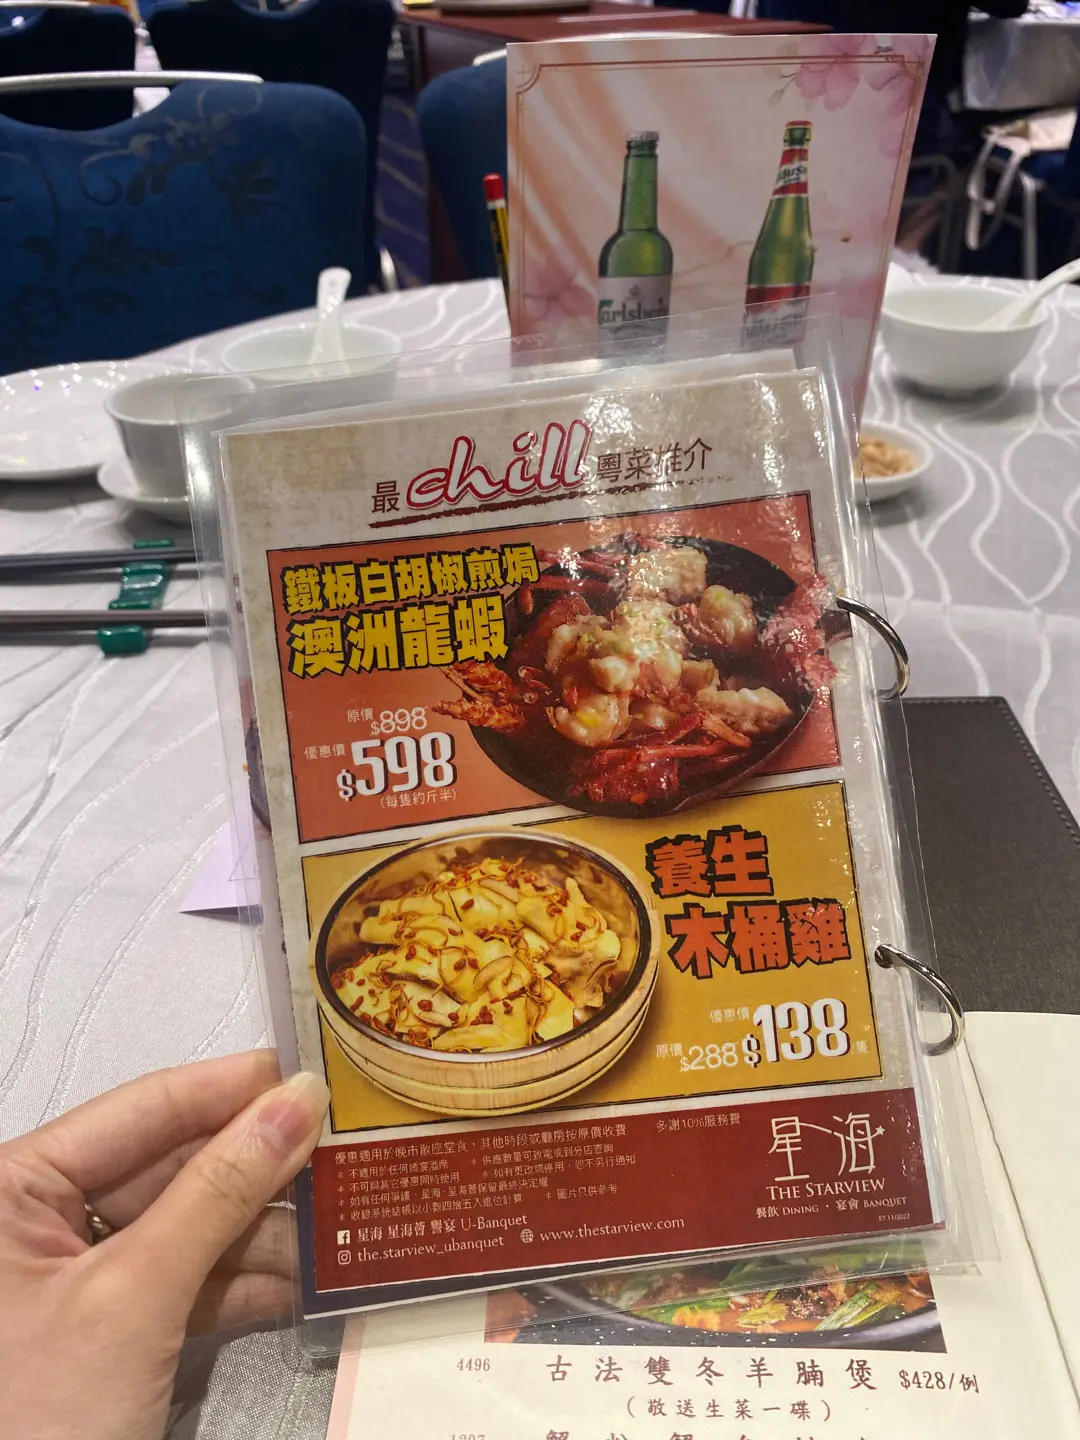 Carlsberg
最chill粵菜推介
鐵板白胡椒煎焗
澳洲龍蝦
原價
$898
優惠價
$598
(每隻約斤半)
養生
木桶雞
優惠價
原價
$288
$138
隻
優惠適用於晚市散座堂食，其他時段或廳房按原價收費
多謝10%服務費
* 不適用於任何婚宴酒席
* 供應數量可致電或到分店查詢
* 不可與其它優惠同時使用
* 如有更改或停用，恕不另行通知
* 如有任何爭議，星海、星海薈保留最終決定權
* 收銀系統結帳以小數四捨五入進位計算
* 圖片只供參考
星海 星海薈 囍宴 U-Banquet
the.starview_ubanquet
www.thestarview.com
星海
THE STARVIEW
餐飲 DINING · 宴會 BANQUET
4496
古法雙冬羊腩煲
$428/例
(敬送生菜一碟)